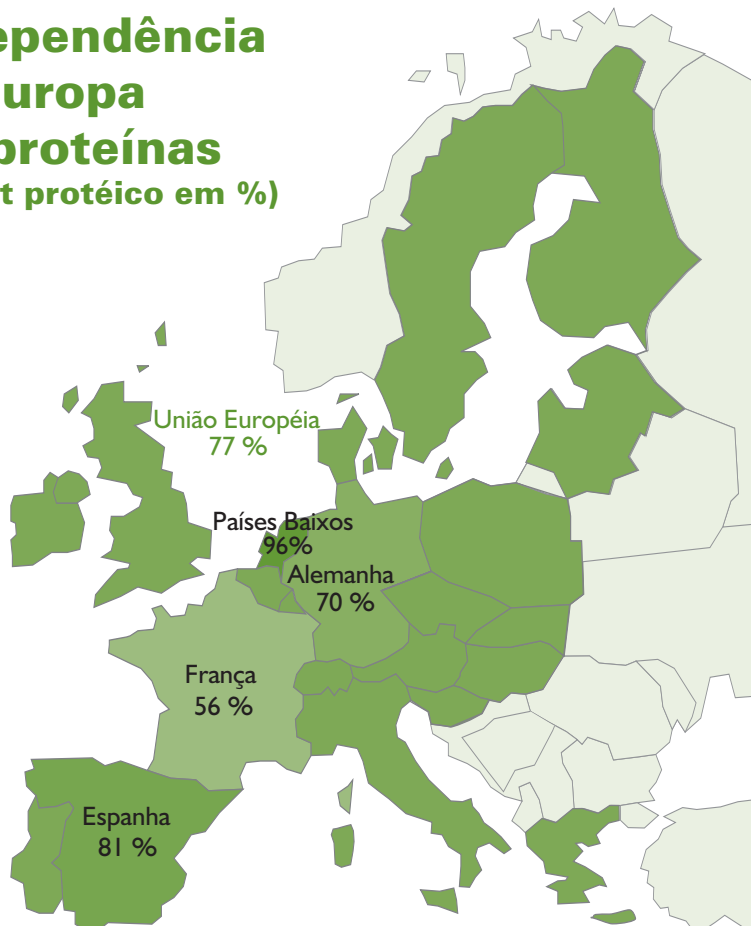 ependência
uropa
proteínas
t protéico em %)
União Européia
77 %
Países Baixos
96%
Alemanha
70 %
França
56 %
Espanha
81 %